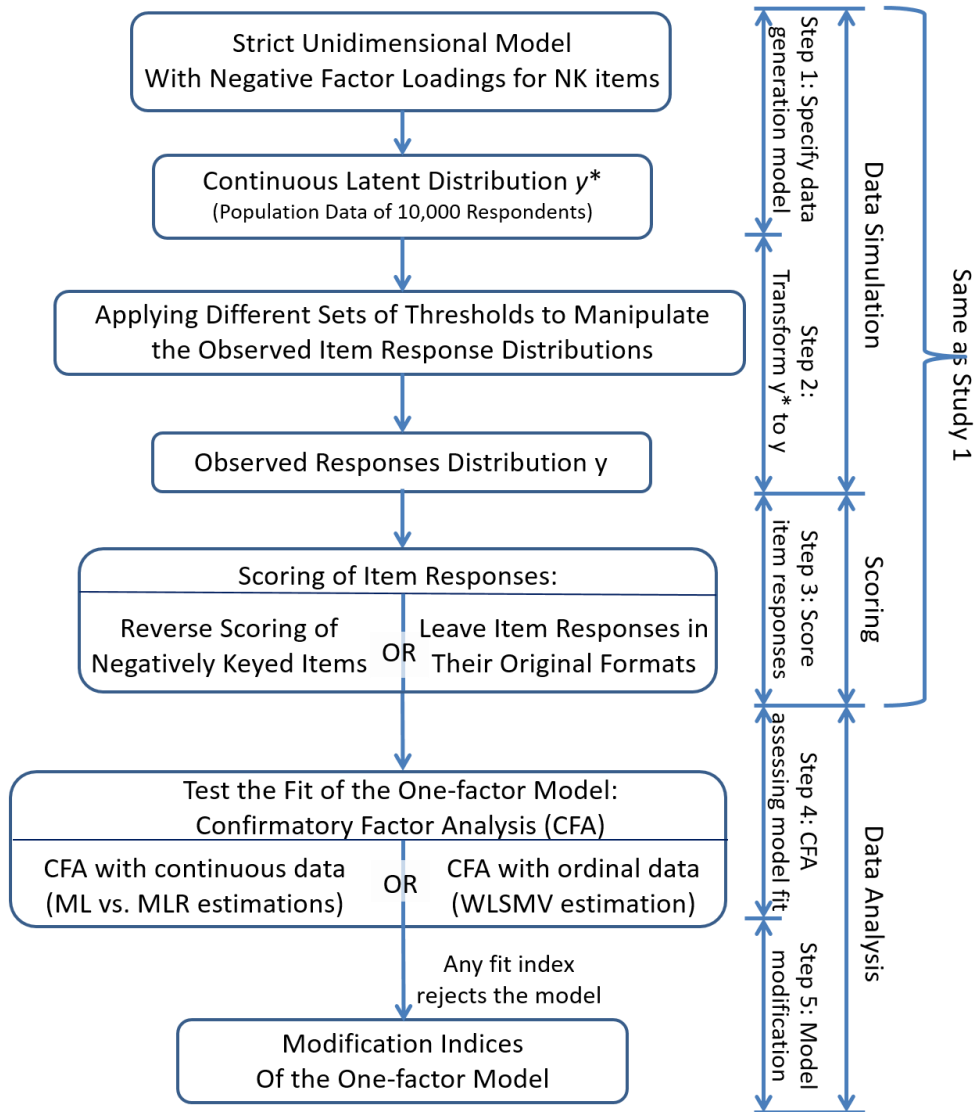 Strict Unidimensional Model
With Negative Factor Loadings for NK items
Continuous Latent Distribution y*
(Population Data of 10,000 Respondents)
Applying Different Sets of Thresholds to Manipulate
the Observed Item Response Distributions
Observed Responses Distribution y
Scoring of Item Responses:
Reverse Scoring of
Negatively Keyed Items
OR
Leave Item Responses in
Their Original Formats
Test the Fit of the One-factor Model:
Confirmatory Factor Analysis (CFA)
CFA with continuous data
(ML vs. MLR estimations)
OR
CFA with ordinal data
(WLSMV estimation)
Any fit index
rejects the model
Modification Indices
Of the One-factor Model
Step 1: Specify data
generation model
Step 2:
Transform y* to y
Step 3: Score
item responses
Step 4: CFA
assessing model fit
Step 5: Model
modification
Data Simulation
Scoring
Data Analysis
Same as Study 1